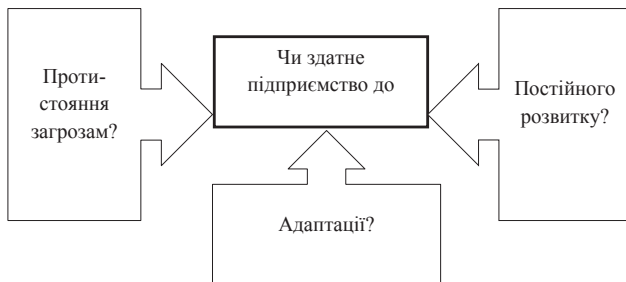 Проти-
стояння
загрозам?
Чи здатне
підприємство до
Постійного
розвитку?
Адаптації?